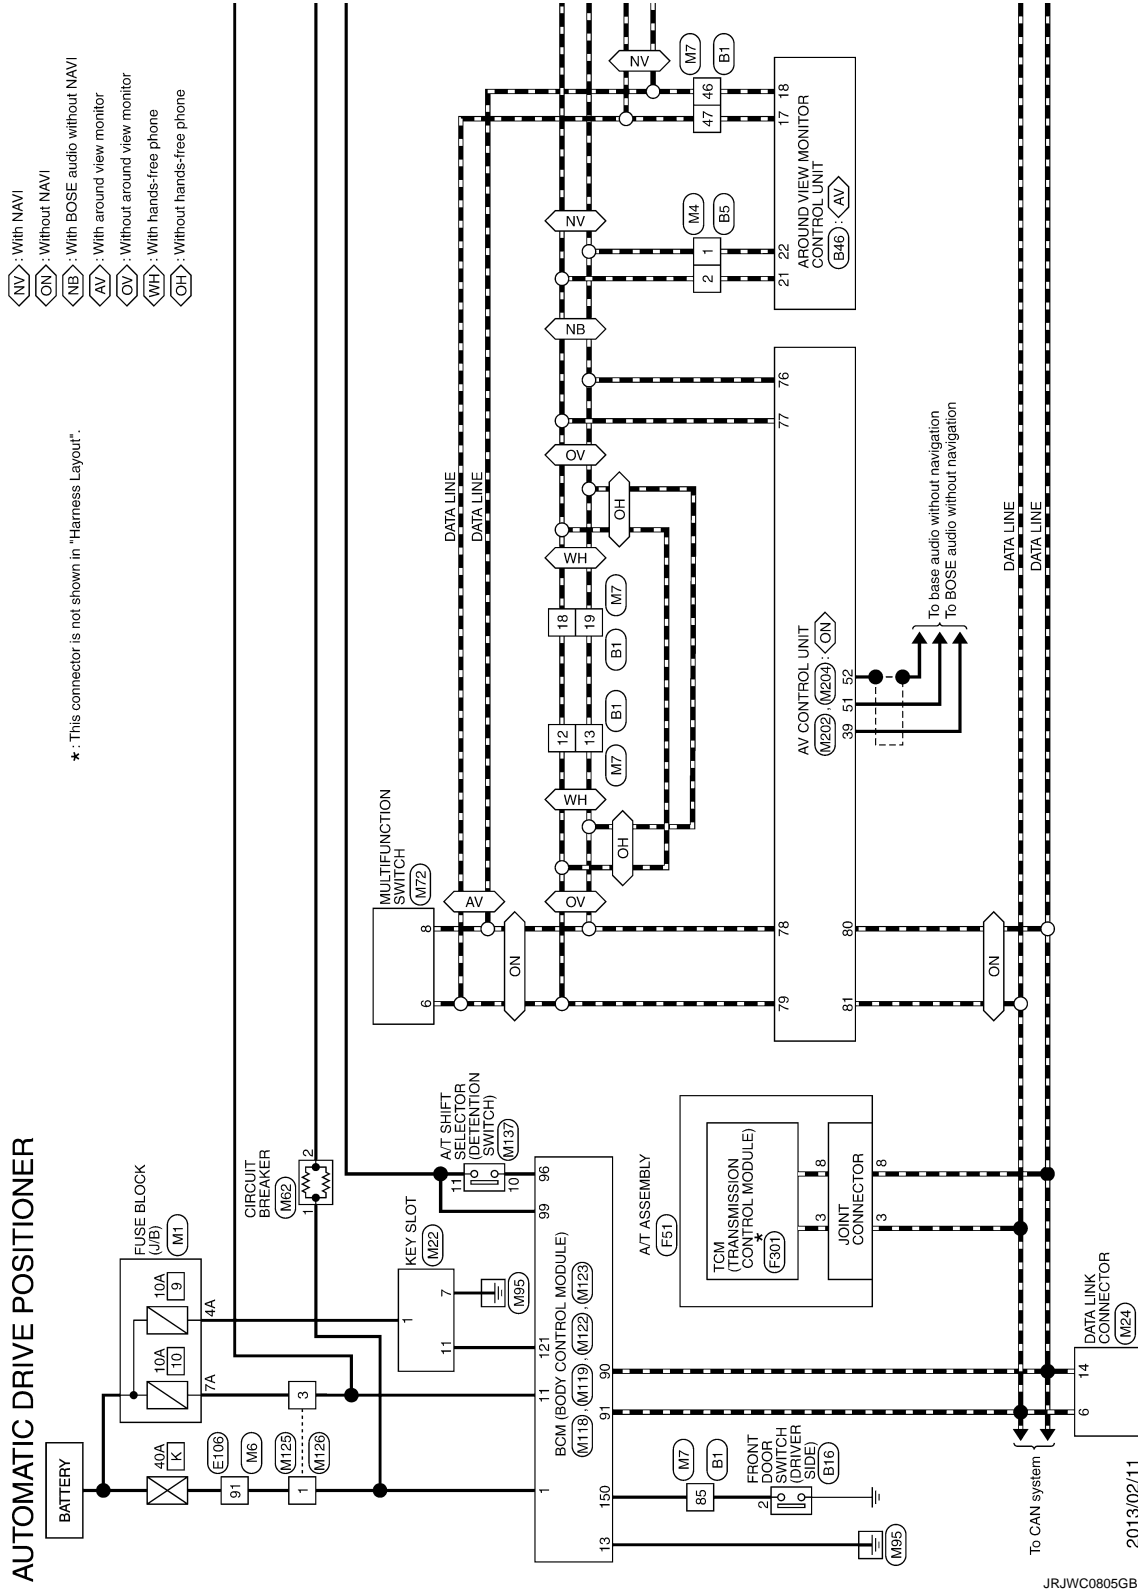 AUTOMATIC DRIVE POSITIONER
NV : With NAVI
ON : Without NAVI
NB : With BOSE audio without NAVI
AV : With around view monitor
OV : Without around view monitor
WH : With hands-free phone
OH : Without hands-free phone
* : This connector is not shown in "Harness Layout".
BATTERY
40A
K
FUSE BLOCK
(J/B)
M1
10A
10
10A
9
7A
4A
E106
M6
91
M125
M126
1
3
CIRCUIT
BREAKER
M62
1
2
KEY SLOT
M22
1
7
11
M95
A/T SHIFT
SELECTOR
(DETENTION
SWITCH)
M137
11
10
1
11
121
99
96
BCM (BODY CONTROL MODULE)
M118 , M119 , M122 , M123
13
150
91
90
M95
M7
B1
85
FRONT
DOOR
SWITCH
(DRIVER
SIDE)
B16
2
A/T ASSEMBLY
F51
TCM
(TRANSMISSION
CONTROL MODULE)
*
F301
3
8
JOINT
CONNECTOR
3
8
DATA LINK
CONNECTOR
M24
6
14
To CAN system
MULTIFUNCTION
SWITCH
M72
6
8
AV
ON
OV
DATA LINE
DATA LINE
OH
WH
M7
B1
12
13
B1
M7
18
19
WH
OH
OV
NB
NV
NV
M4
B5
2
1
M7
B1
47
46
21
22
17
18
AROUND VIEW MONITOR
CONTROL UNIT
B46 : AV
79
78
77
76
AV CONTROL UNIT
M202 , M204 : ON
81
80
39
51
52
To base audio without navigation
To BOSE audio without navigation
ON
DATA LINE
DATA LINE
2013/02/11
JRJWC0805GB